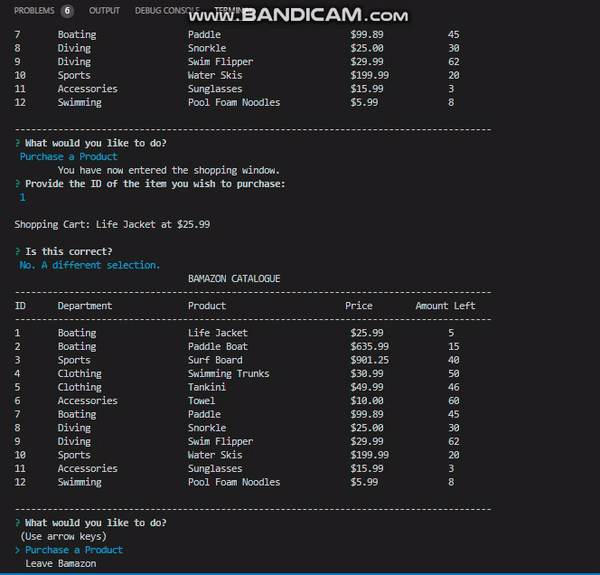 PROBLEMS 6 OUTPUT DEBUG CONSOLE TERMINAL
www.BANDICAM.com
7 Boating Paddle $99.89 45
8 Diving Snorkle $25.00 30
9 Diving Swim Flipper $29.99 62
10 Sports Water Skis $199.99 20
11 Accessories Sunglasses $15.99 3
12 Swimming Pool Foam Noodles $5.99 8
----------------------------------------------------------------------------------------
? What would you like to do?
Purchase a Product
You have now entered the shopping window.
? Provide the ID of the item you wish to purchase:
1
Shopping Cart: Life Jacket at $25.99
? Is this correct?
No. A different selection.
BAMAZON CATALOGUE
----------------------------------------------------------------------------------------
ID Department Product Price Amount Left
----------------------------------------------------------------------------------------
1 Boating Life Jacket $25.99 5
2 Boating Paddle Boat $635.99 15
3 Sports Surf Board $901.25 40
4 Clothing Swimming Trunks $30.99 50
5 Clothing Tankini $49.99 46
6 Accessories Towel $10.00 60
7 Boating Paddle $99.89 45
8 Diving Snorkle $25.00 30
9 Diving Swim Flipper $29.99 62
10 Sports Water Skis $199.99 20
11 Accessories Sunglasses $15.99 3
12 Swimming Pool Foam Noodles $5.99 8
----------------------------------------------------------------------------------------
? What would you like to do?
(Use arrow keys)
> Purchase a Product
Leave Bamazon